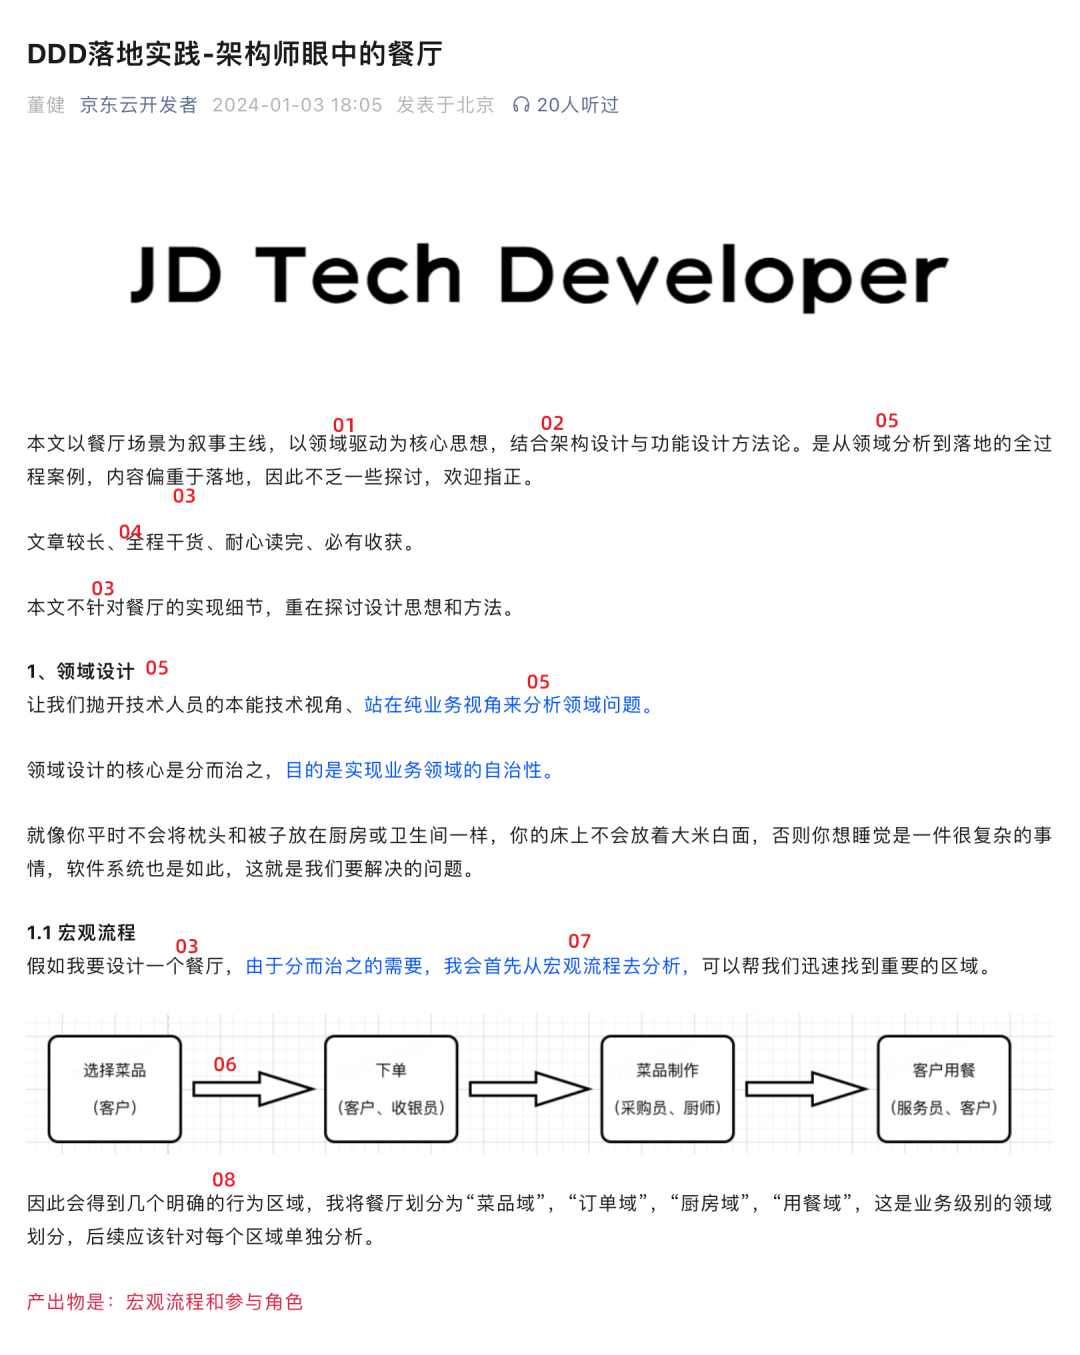 DDD落地实践-架构师眼中的餐厅
董健 京东云开发者 2024-01-03 18:05 发表于北京 20人听过
JD Tech Developer
01 02 05
本文以餐厅场景为叙事主线，以领域驱动为核心思想，结合架构设计与功能设计方法论。是从领域分析到落地的全过
程案例，内容偏重于落地，因此不乏一些探讨，欢迎指正。
03
04
文章较长、全程干货、耐心读完、必有收获。
03
本文不针对餐厅的实现细节，重在探讨设计思想和方法。
1、领域设计 05
05
让我们抛开技术人员的本能技术视角、站在纯业务视角来分析领域问题。
领域设计的核心是分而治之，目的是实现业务领域的自治性。
就像你平时不会将枕头和被子放在厨房或卫生间一样，你的床上不会放着大米白面，否则你想睡觉是一件很复杂的事
情，软件系统也是如此，这就是我们要解决的问题。
1.1 宏观流程
03 07
假如我要设计一个餐厅，由于分而治之的需要，我会首先从宏观流程去分析，可以帮我们迅速找到重要的区域。
06
选择菜品
（客户）
下单
（客户、收银员）
菜品制作
（采购员、厨师）
客户用餐
（服务员、客户）
08
因此会得到几个明确的行为区域，我将餐厅划分为“菜品域”，“订单域”，“厨房域”，“用餐域”，这是业务级别的领域
划分，后续应该针对每个区域单独分析。
产出物是：宏观流程和参与角色